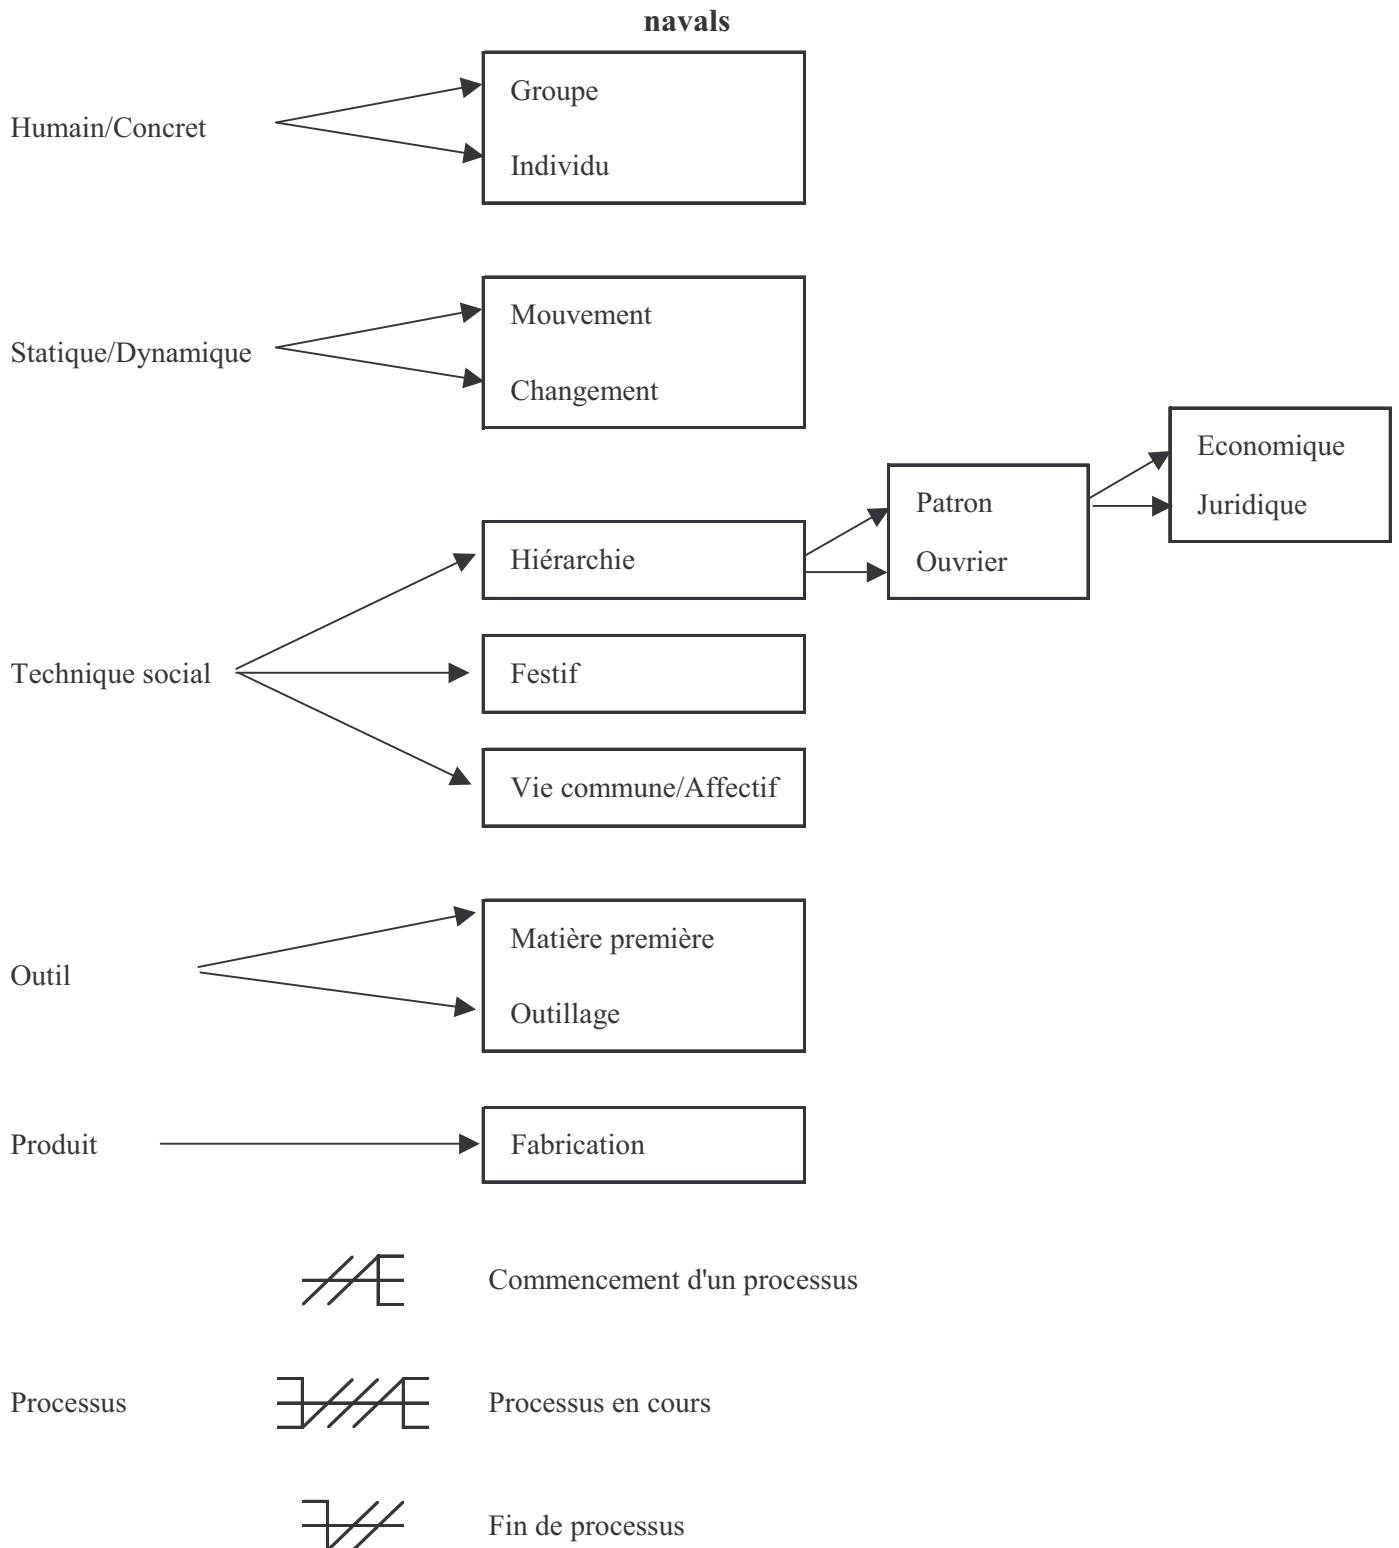 navals
Humain/Concret
Groupe
Individu
Statique/Dynamique
Mouvement
Changement
Technique social
Hiérarchie
Patron
Ouvrier
Economique
Juridique
Festif
Vie commune/Affectif
Outil
Matière première
Outillage
Produit
Fabrication
Commencement d'un processus
Processus
Processus en cours
Fin de processus